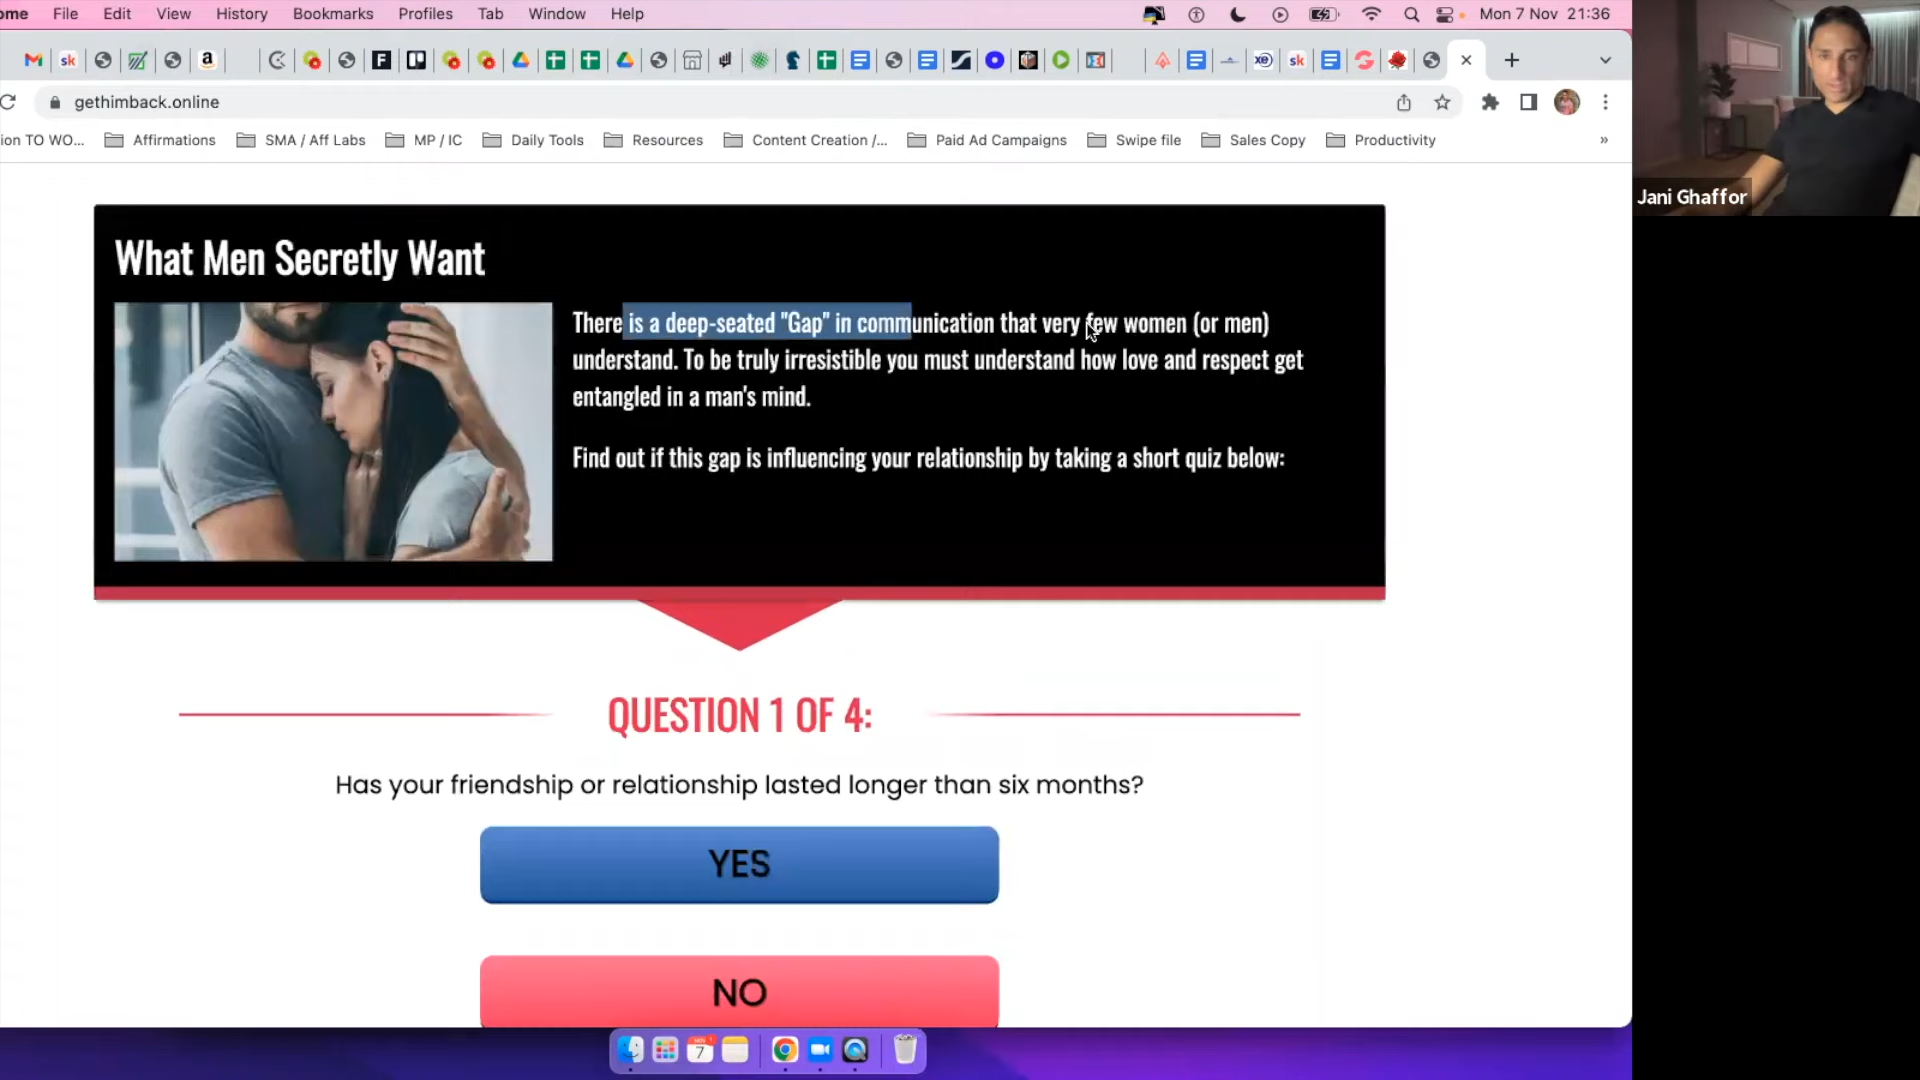 ome File Edit View History Bookmarks Profiles Tab Window Help Mon 7 Nov 21:36
gethimback.online
ion TO WO... Affirmations SMA / Aff Labs MP / IC Daily Tools Resources Content Creation /... Paid Ad Campaigns Swipe file Sales Copy Productivity »
Jani Ghaffor
What Men Secretly Want
There is a deep-seated "Gap" in communication that very few women (or men)
understand. To be truly irresistible you must understand how love and respect get
entangled in a man's mind.
Find out if this gap is influencing your relationship by taking a short quiz below:
QUESTION 1 OF 4:
Has your friendship or relationship lasted longer than six months?
YES
NO